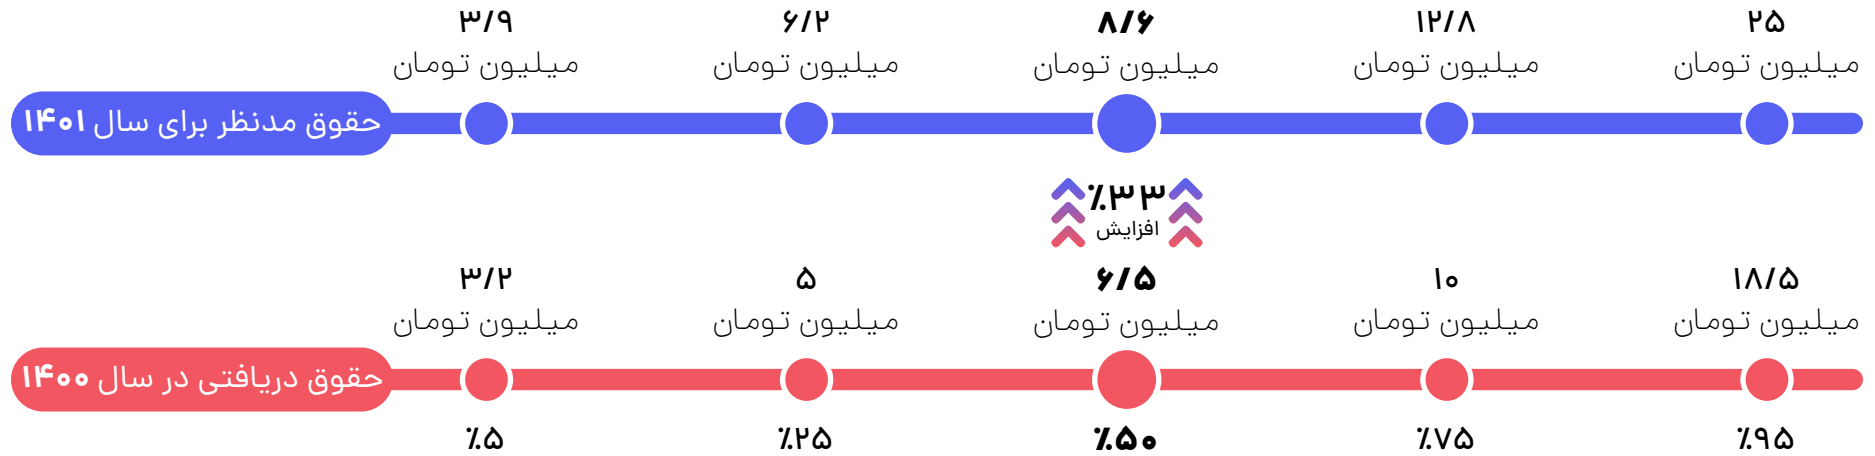 ۳/۹
میلیون تومان
۶/۲
میلیون تومان
۸/۶
میلیون تومان
۱۲/۸
میلیون تومان
۲۵
میلیون تومان
حقوق مدنظر برای سال ۱۴۰۱
٪۳۳
افزایش
۳/۲
میلیون تومان
۵
میلیون تومان
۶/۵
میلیون تومان
۱۰
میلیون تومان
۱۸/۵
میلیون تومان
حقوق دریافتی در سال ۱۴۰۰
٪۵
٪۲۵
٪۵۰
٪۷۵
٪۹۵